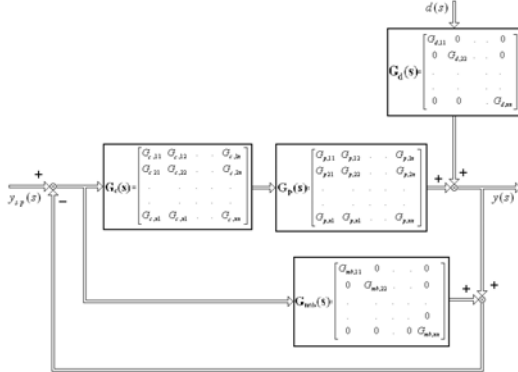 d(s)
G_d(s)= [G_d,11 0 . . 0
0 G_d,22 . . 0
. . . . .
. . . . .
0 0 . . G_d,nn]
+
y_sp(s)
−
G_c(s)= [G_c,11 G_c,12 . . G_c,1n
G_c,21 G_c,22 . . G_c,2n
. . . . .
. . . . .
G_c,n1 G_c,n1 . . G_c,nn]
G_p(s)= [G_p,11 G_p,12 . . G_p,1n
G_p21 G_p,22 . . G_p,2n
. . . . .
. . . . .
G_p,n1 G_p,n1 . . G_p,nn]
+ +
y(s)
[G_mb,11 0 . . 0
0 G_mb,22 . . 0
. . . . .
. . . . 0
0 0 . 0 G_mb,nn]
+ +